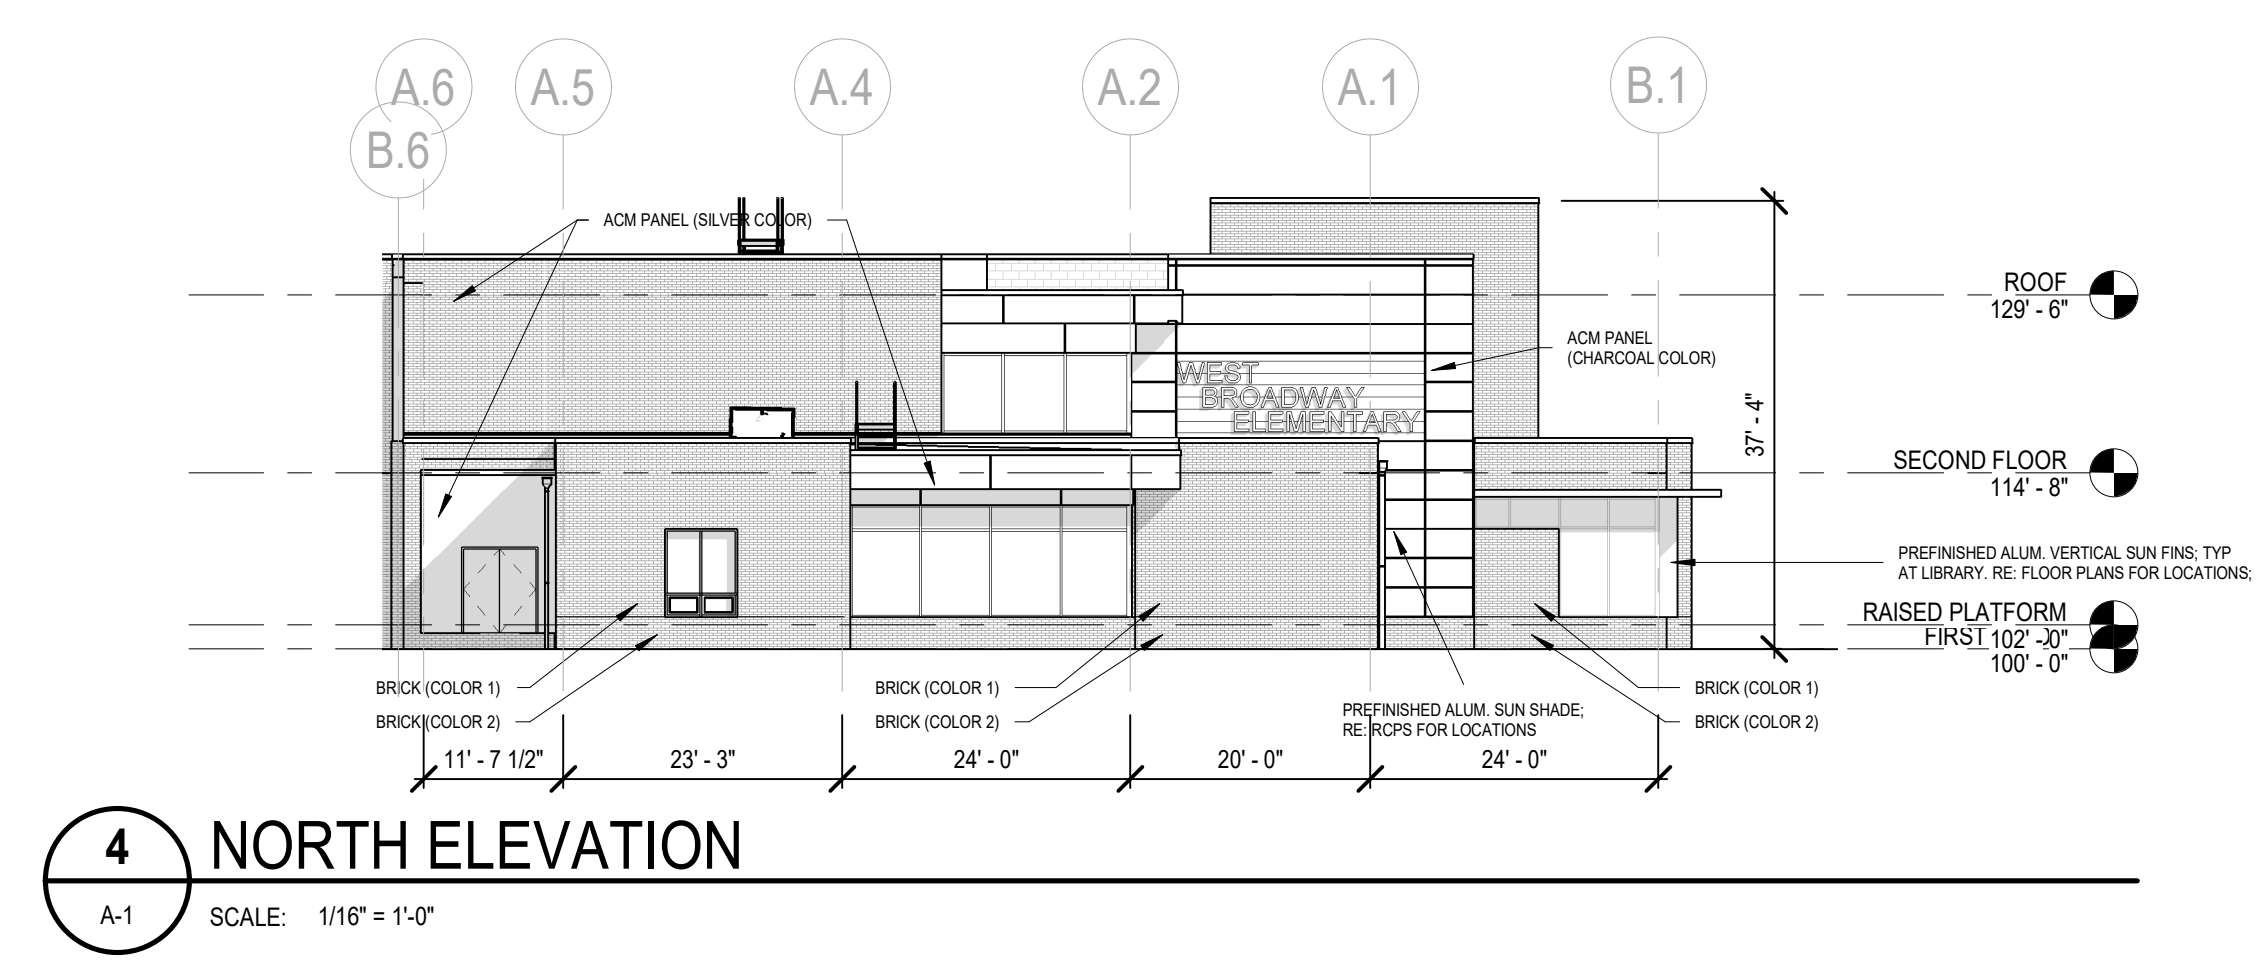 A.6
A.5
A.4
A.2
A.1
B.1
B.6
ACM PANEL (SILVER COLOR)
ROOF
129' - 6"
ACM PANEL
(CHARCOAL COLOR)
WEST
BROADWAY
ELEMENTARY
37' - 4"
SECOND FLOOR
114' - 8"
PREFINISHED ALUM. VERTICAL SUN FINS; TYP
AT LIBRARY. RE: FLOOR PLANS FOR LOCATIONS;
RAISED PLATFORM
FIRST 102' - 0"
100' - 0"
BRICK (COLOR 1)
BRICK (COLOR 1)
BRICK (COLOR 1)
BRICK (COLOR 2)
BRICK (COLOR 2)
PREFINISHED ALUM. SUN SHADE;
RE: RCPS FOR LOCATIONS
BRICK (COLOR 2)
11' - 7 1/2"
23' - 3"
24' - 0"
20' - 0"
24' - 0"
4
NORTH ELEVATION
A-1
SCALE: 1/16" = 1'-0"